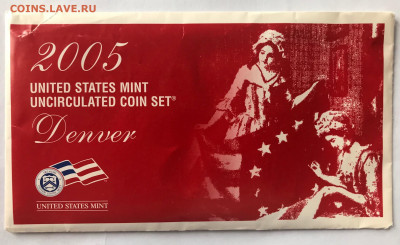 COINS.LAVE.RU
2005
UNITED STATES MINT
UNCIRCULATED COIN SET®
Denver
UNITED STATES MINT